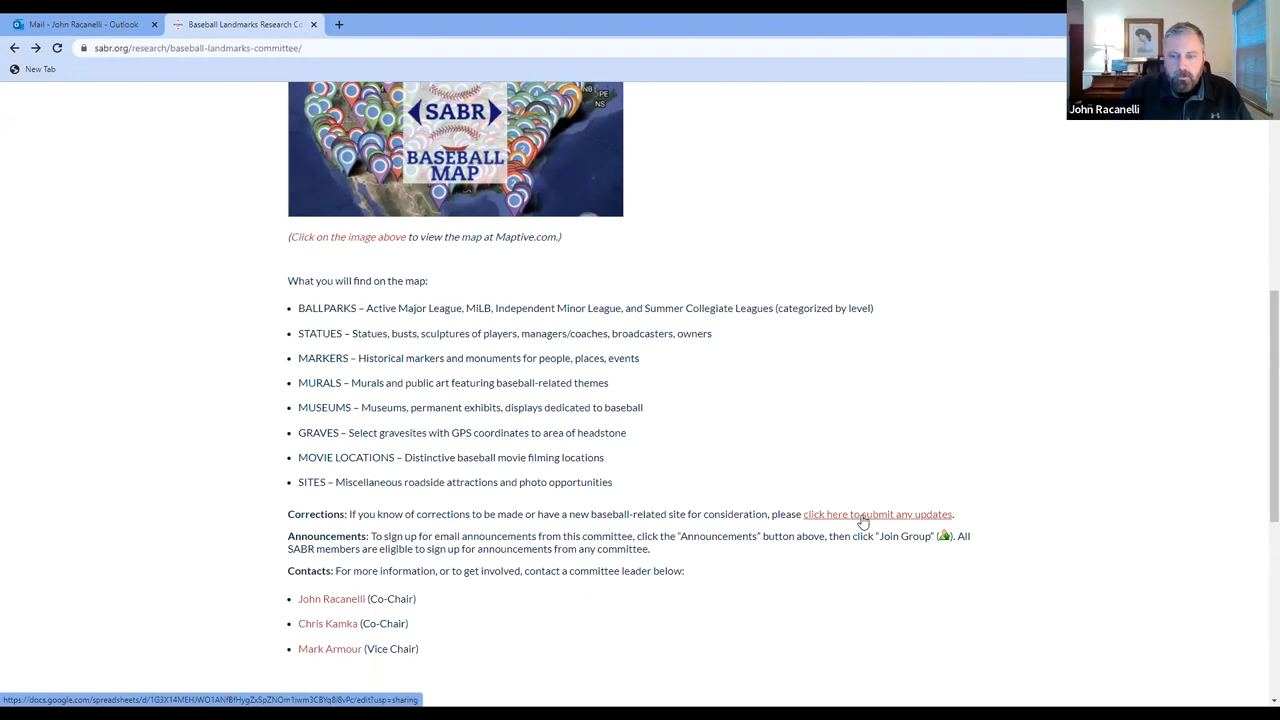 Mail - John Racanelli - Outlook
Baseball Landmarks Research Co
sabr.org/research/baseball-landmarks-committee/
New Tab
John Racanelli
NB
PE
NS
SABR
BASEBALL
MAP
(Click on the image above to view the map at Maptive.com.)
What you will find on the map:
• BALLPARKS – Active Major League, MiLB, Independent Minor League, and Summer Collegiate Leagues (categorized by level)
• STATUES – Statues, busts, sculptures of players, managers/coaches, broadcasters, owners
• MARKERS – Historical markers and monuments for people, places, events
• MURALS – Murals and public art featuring baseball-related themes
• MUSEUMS – Museums, permanent exhibits, displays dedicated to baseball
• GRAVES – Select gravesites with GPS coordinates to area of headstone
• MOVIE LOCATIONS – Distinctive baseball movie filming locations
• SITES – Miscellaneous roadside attractions and photo opportunities
Corrections: If you know of corrections to be made or have a new baseball-related site for consideration, please click here to submit any updates.
Announcements: To sign up for email announcements from this committee, click the “Announcements” button above, then click “Join Group” ( ). All
SABR members are eligible to sign up for announcements from any committee.
Contacts: For more information, or to get involved, contact a committee leader below:
• John Racanelli (Co-Chair)
• Chris Kamka (Co-Chair)
• Mark Armour (Vice Chair)